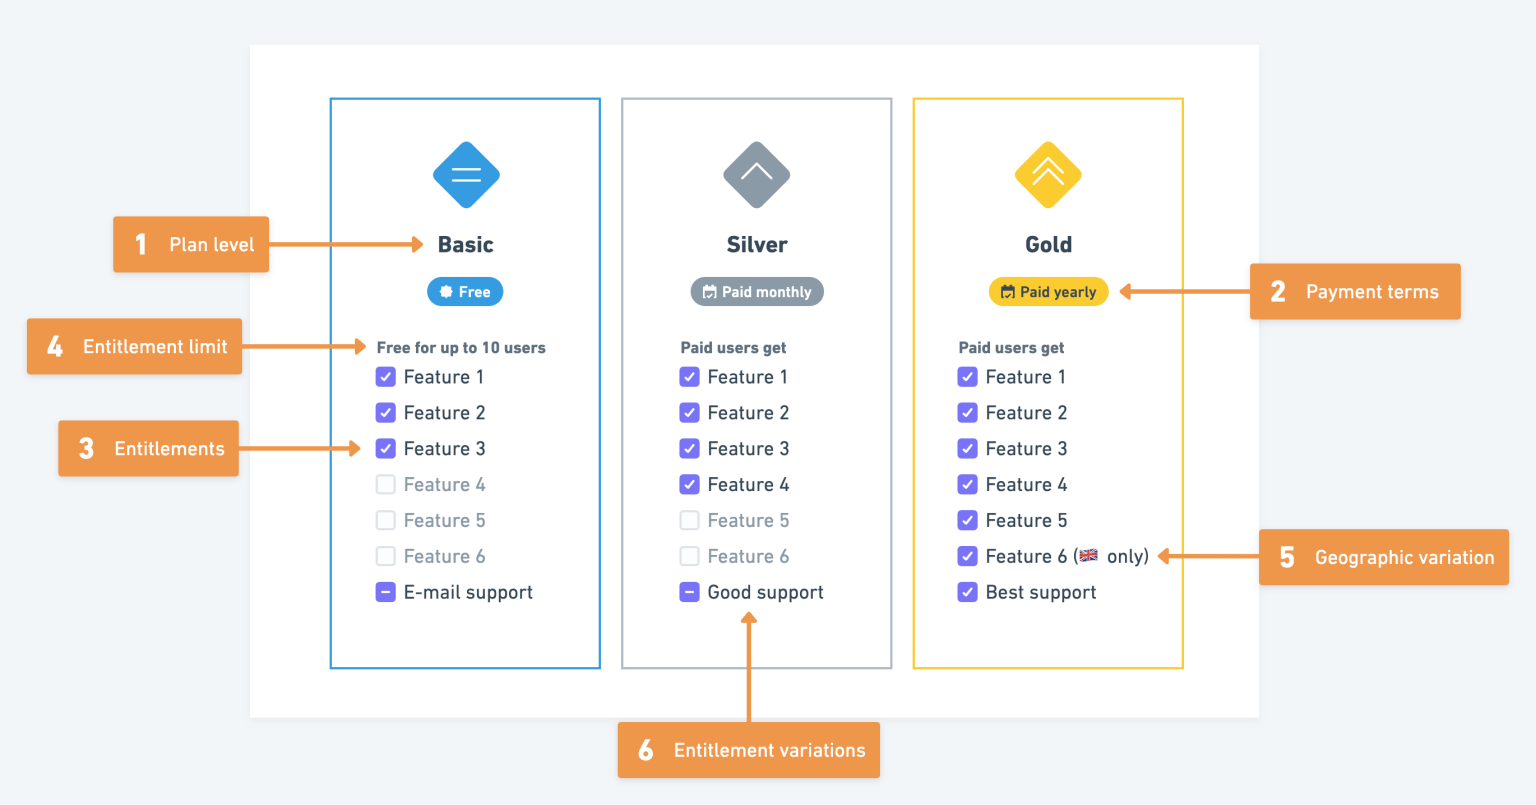 Basic
Free
Free for up to 10 users
Feature 1
Feature 2
Feature 3
Feature 4
Feature 5
Feature 6
E-mail support
Silver
Paid monthly
Paid users get
Feature 1
Feature 2
Feature 3
Feature 4
Feature 5
Feature 6
Good support
Gold
Paid yearly
Paid users get
Feature 1
Feature 2
Feature 3
Feature 4
Feature 5
Feature 6 (🇬🇧 only)
Best support
1 Plan level
2 Payment terms
3 Entitlements
4 Entitlement limit
5 Geographic variation
6 Entitlement variations